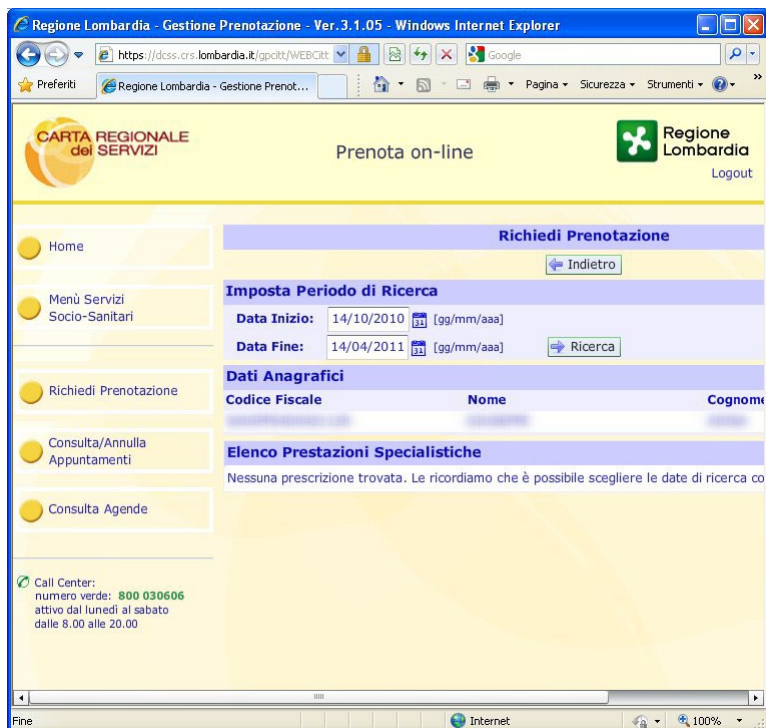 Regione Lombardia - Gestione Prenotazione - Ver.3.1.05 - Windows Internet Explorer
https://dcss.crs.lombardia.it/gpcitt/WEBCitt
Google
Preferiti
Regione Lombardia - Gestione Prenot...
Pagina
Sicurezza
Strumenti
»
CARTA REGIONALE
dei SERVIZI
Prenota on-line
Regione
Lombardia
Logout
Home
Menù Servizi
Socio-Sanitari
Richiedi Prenotazione
Consulta/Annulla
Appuntamenti
Consulta Agende
Call Center:
numero verde: 800 030606
attivo dal lunedì al sabato
dalle 8.00 alle 20.00
Richiedi Prenotazione
Indietro
Imposta Periodo di Ricerca
Data Inizio: 14/10/2010 31 [gg/mm/aaa]
Data Fine: 14/04/2011 31 [gg/mm/aaa] Ricerca
Dati Anagrafici
Codice Fiscale Nome Cognome
Elenco Prestazioni Specialistiche
Nessuna prescrizione trovata. Le ricordiamo che è possibile scegliere le date di ricerca co
Fine
Internet
100%